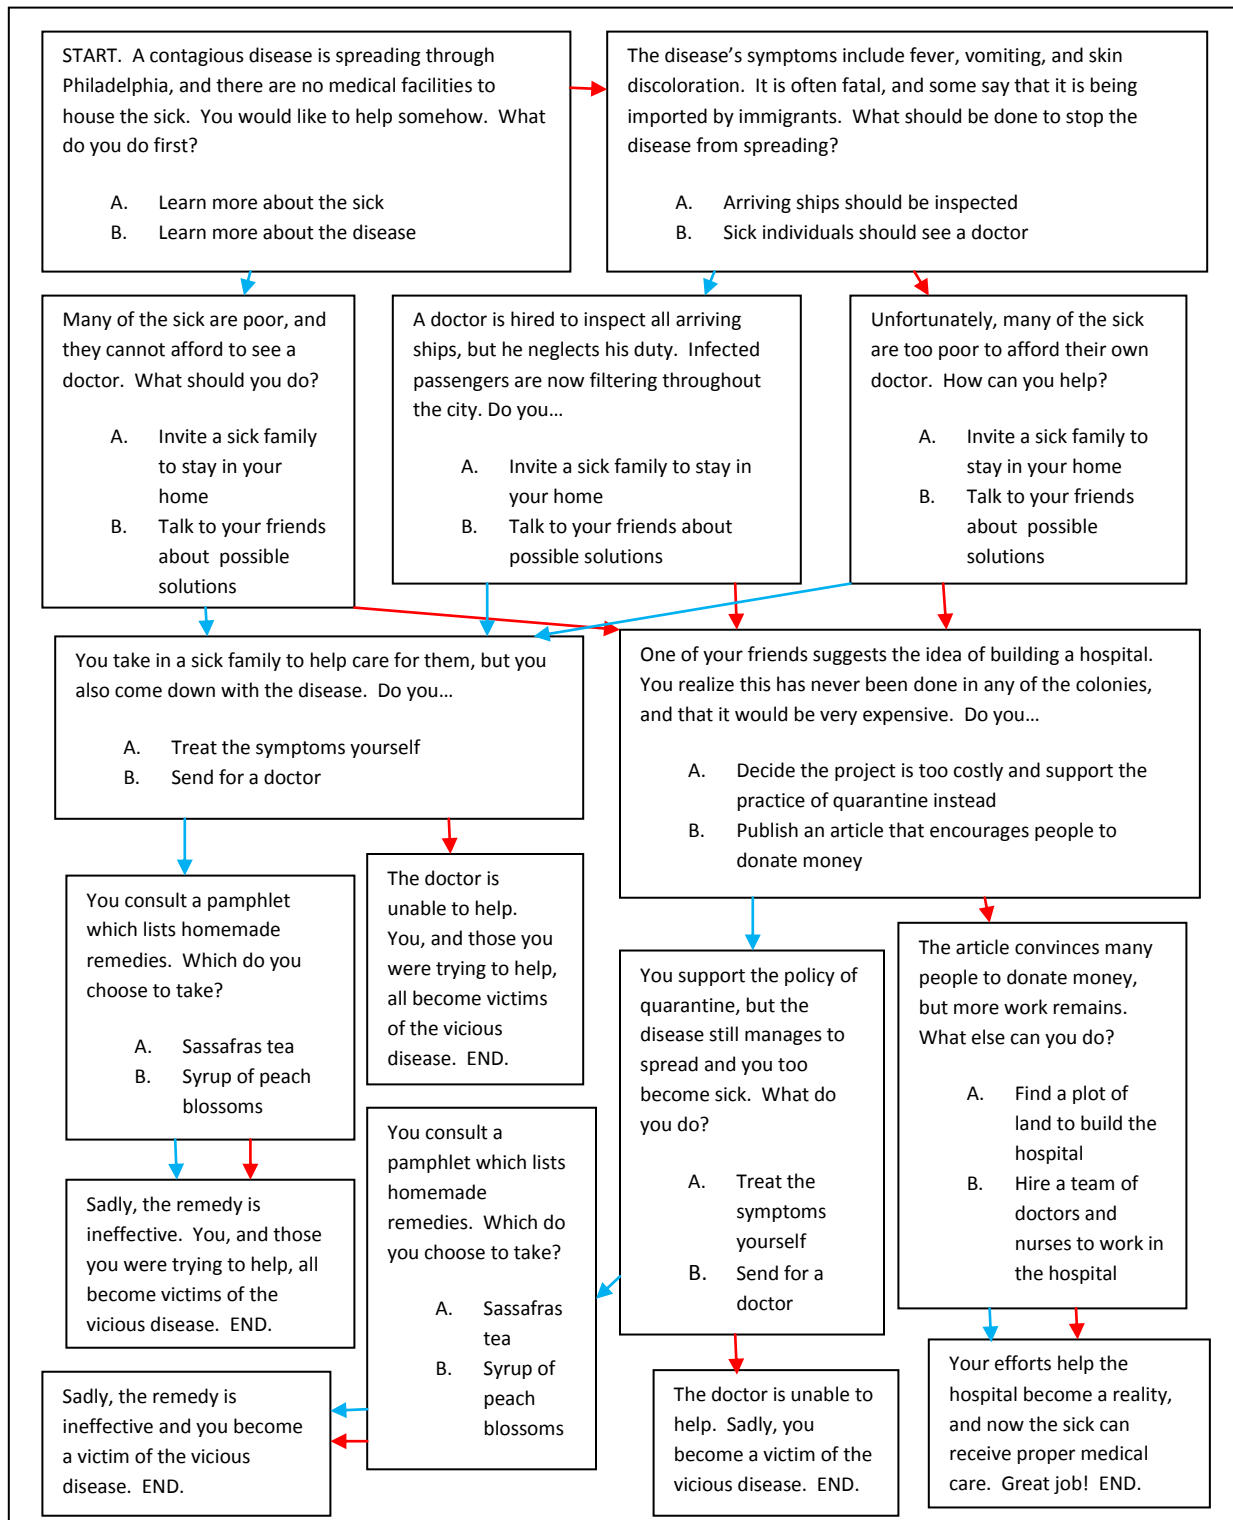 START.  A contagious disease is spreading through
Philadelphia, and there are no medical facilities to
house the sick.  You would like to help somehow.  What
do you do first?
A. Learn more about the sick
B. Learn more about the disease
The disease’s symptoms include fever, vomiting, and skin
discoloration.  It is often fatal, and some say that it is being
imported by immigrants.  What should be done to stop the
disease from spreading?
A. Arriving ships should be inspected
B. Sick individuals should see a doctor
Many of the sick are poor, and
they cannot afford to see a
doctor.  What should you do?
A. Invite a sick family
to stay in your
home
B. Talk to your friends
about  possible
solutions
A doctor is hired to inspect all arriving
ships, but he neglects his duty.  Infected
passengers are now filtering throughout
the city. Do you…
A. Invite a sick family to stay in
your home
B. Talk to your friends about
possible solutions
Unfortunately, many of the sick
are too poor to afford their own
doctor.  How can you help?
A. Invite a sick family to
stay in your home
B. Talk to your friends
about  possible
solutions
You take in a sick family to help care for them, but you
also come down with the disease.  Do you…
A. Treat the symptoms yourself
B. Send for a doctor
One of your friends suggests the idea of building a hospital.
You realize this has never been done in any of the colonies,
and that it would be very expensive.  Do you…
A. Decide the project is too costly and support the
practice of quarantine instead
B. Publish an article that encourages people to
donate money
You consult a pamphlet
which lists homemade
remedies.  Which do you
choose to take?
A. Sassafras tea
B. Syrup of peach
blossoms
The doctor is
unable to help.
You, and those you
were trying to help,
all become victims
of the vicious
disease.  END.
You support the policy of
quarantine, but the
disease still manages to
spread and you too
become sick.  What do
you do?
A. Treat the
symptoms
yourself
B. Send for a
doctor
The article convinces many
people to donate money,
but more work remains.
What else can you do?
A. Find a plot of
land to build the
hospital
B. Hire a team of
doctors and
nurses to work in
the hospital
You consult a
pamphlet which lists
homemade
remedies.  Which do
you choose to take?
A. Sassafras
tea
B. Syrup of
peach
blossoms
Sadly, the remedy is
ineffective.  You, and those
you were trying to help, all
become victims of the
vicious disease.  END.
Sadly, the remedy is
ineffective and you become
a victim of the vicious
disease.  END.
The doctor is unable to
help.  Sadly, you
become a victim of the
vicious disease.  END.
Your efforts help the
hospital become a reality,
and now the sick can
receive proper medical
care.  Great job!  END.